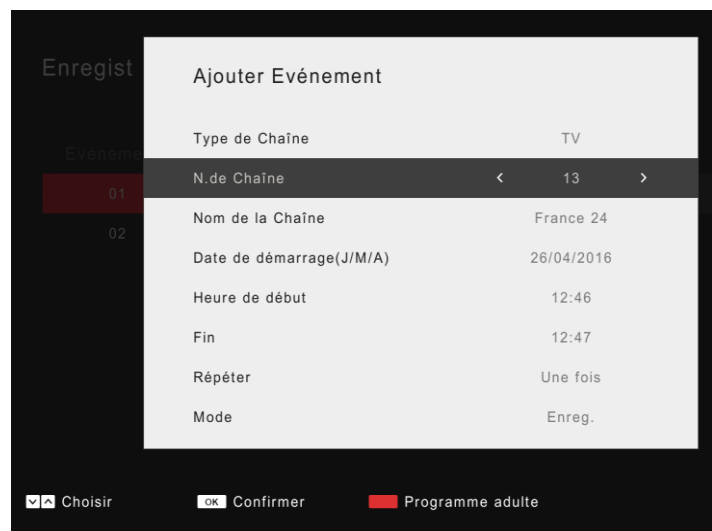 Enregist
Ajouter Evénement
Type de Chaîne TV
Evéneme
N.de Chaîne < 13 >
01
Nom de la Chaîne France 24
02
Date de démarrage(J/M/A) 26/04/2016
Heure de début 12:46
Fin 12:47
Répéter Une fois
Mode Enreg.
Choisir OK Confirmer Programme adulte